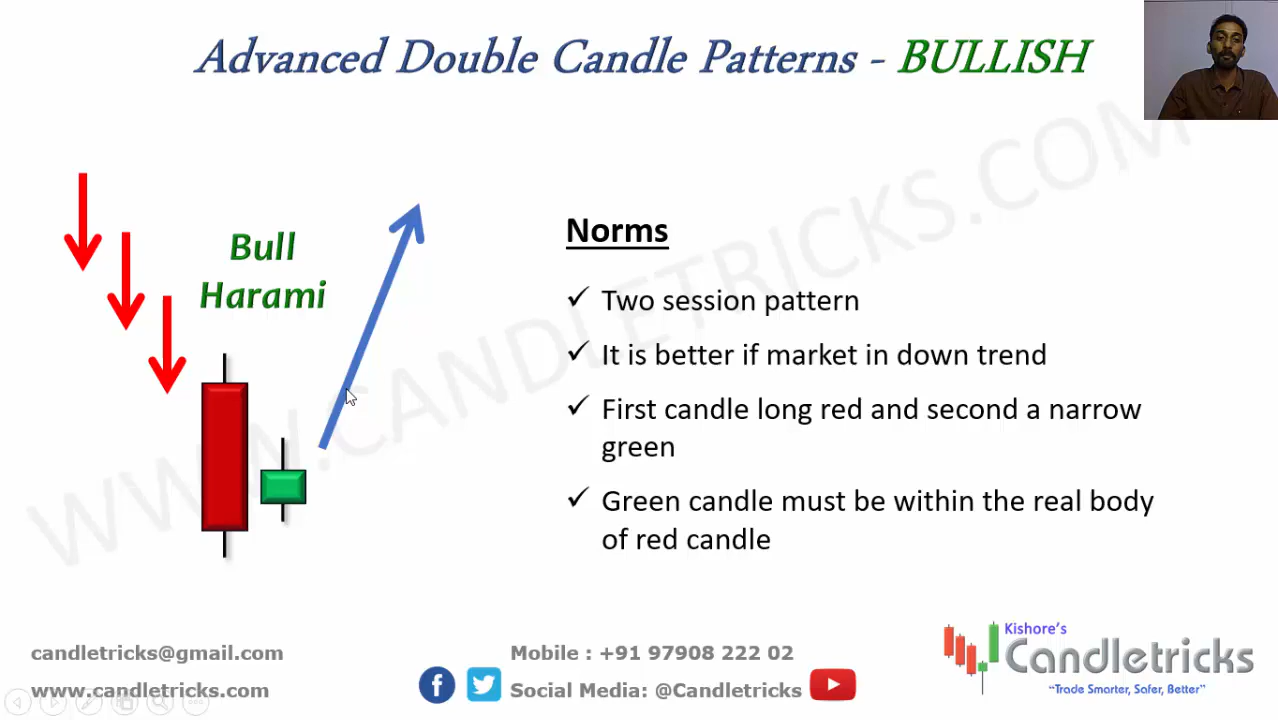 Advanced Double Candle Patterns - BULLISH
Bull
Harami
Norms
✓ Two session pattern
✓ It is better if market in down trend
✓ First candle long red and second a narrow
green
✓ Green candle must be within the real body
of red candle
WWW.CANDLETRICKS.COM
candletricks@gmail.com
www.candletricks.com
Mobile : +91 97908 222 02
Social Media: @Candletricks
Kishore's
Candletricks
“Trade Smarter, Safer, Better”